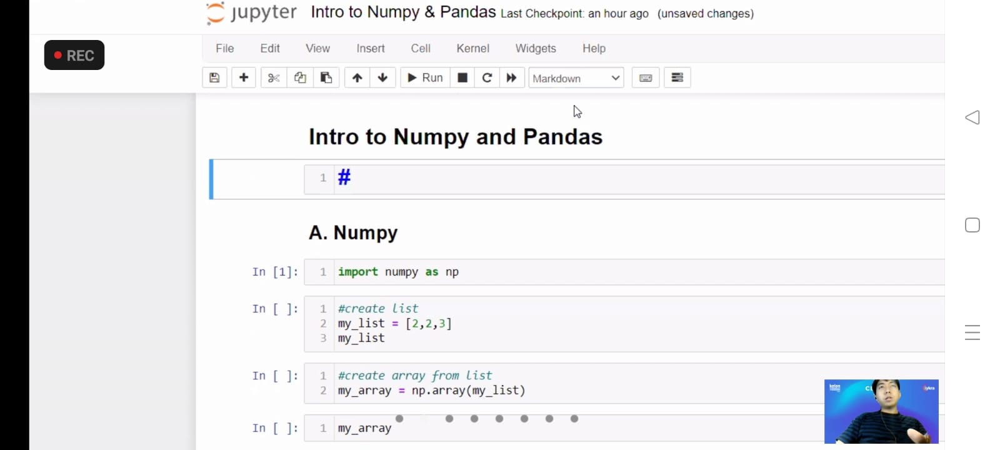 jupyter Intro to Numpy & Pandas Last Checkpoint: an hour ago (unsaved changes)
REC
File Edit View Insert Cell Kernel Widgets Help
Run Markdown
Intro to Numpy and Pandas
1 #
A. Numpy
In [1]: 1 import numpy as np
In [ ]: 1 #create list
2 my_list = [2,2,3]
3 my_list
In [ ]: 1 #create array from list
2 my_array = np.array(my_list)
In [ ]: 1 my_array